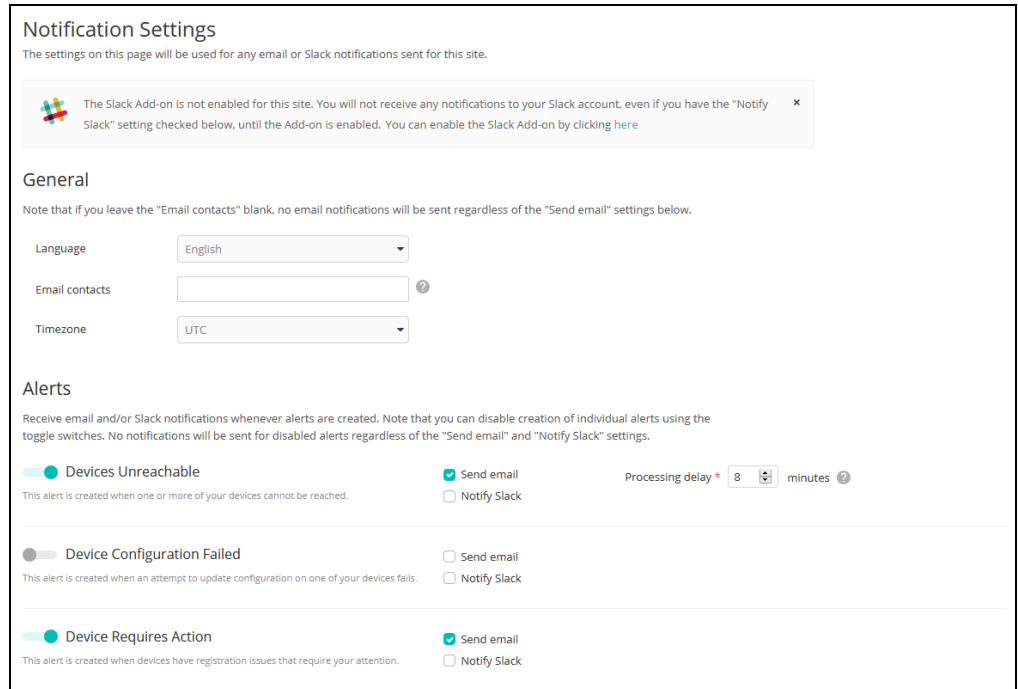 Notification Settings
The settings on this page will be used for any email or Slack notifications sent for this site.
The Slack Add-on is not enabled for this site. You will not receive any notifications to your Slack account, even if you have the "Notify
Slack" setting checked below, until the Add-on is enabled. You can enable the Slack Add-on by clicking here
×
General
Note that if you leave the "Email contacts" blank, no email notifications will be sent regardless of the "Send email" settings below.
Language English
Email contacts ?
Timezone UTC
Alerts
Receive email and/or Slack notifications whenever alerts are created. Note that you can disable creation of individual alerts using the
toggle switches. No notifications will be sent for disabled alerts regardless of the "Send email" and "Notify Slack" settings.
Devices Unreachable
This alert is created when one or more of your devices cannot be reached.
Send email
Notify Slack
Processing delay * 8 minutes ?
Device Configuration Failed
This alert is created when an attempt to update configuration on one of your devices fails.
Send email
Notify Slack
Device Requires Action
This alert is created when devices have registration issues that require your attention.
Send email
Notify Slack